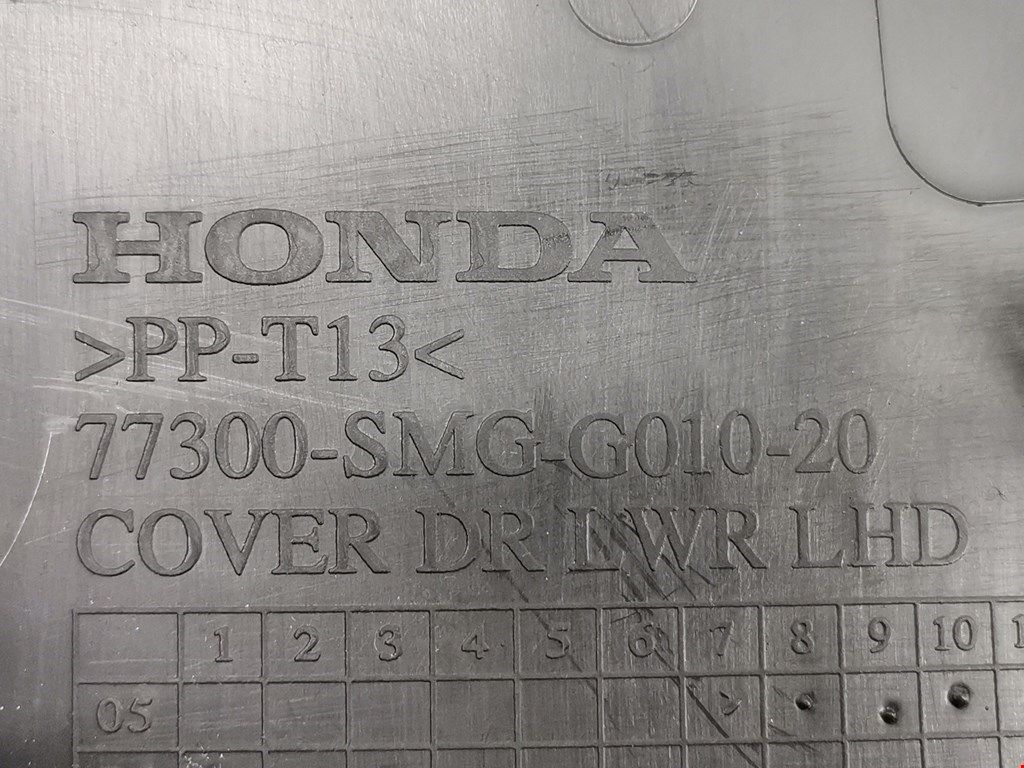 HONDA
>PP-T13<
77300-SMG-G010-20
COVER DR LWR LHD
1 2 3 4 5 6 7 8 9 10
05